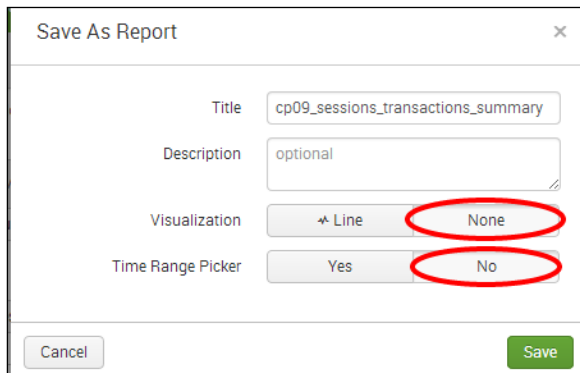 Save As Report ×
Title cp09_sessions_transactions_summary
Description optional
Visualization Line None
Time Range Picker Yes No
Cancel Save